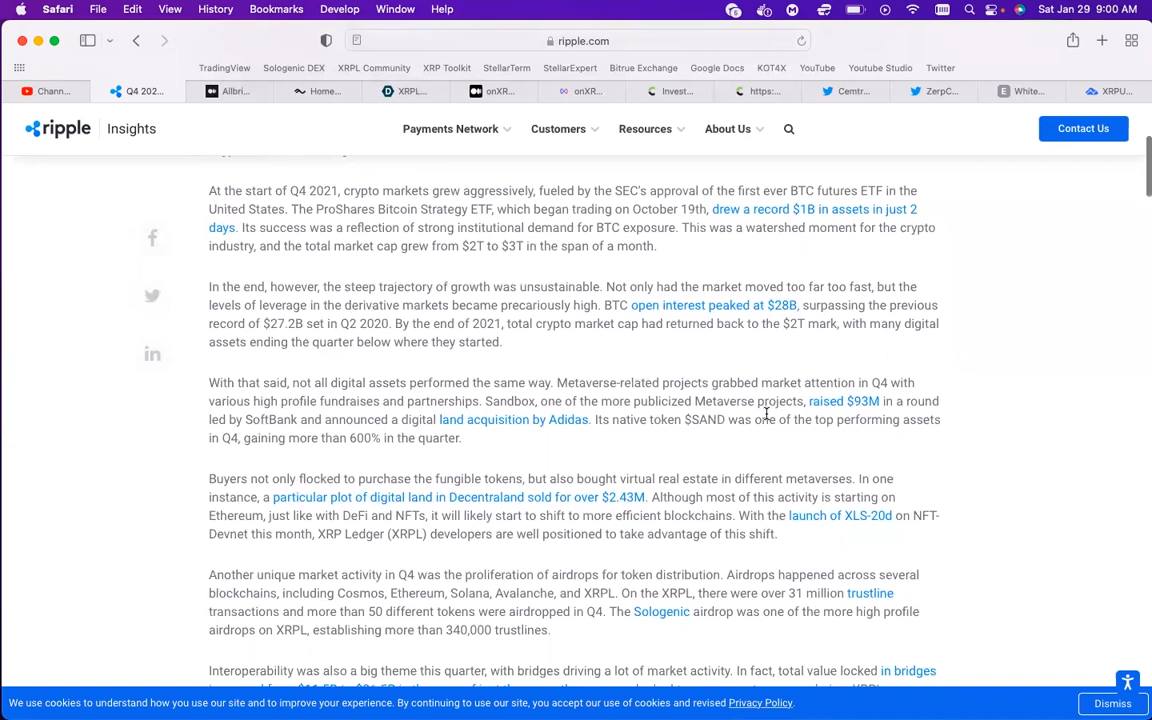 Safari File Edit View History Bookmarks Develop Window Help Sat Jan 29 9:00 AM
ripple.com
TradingView Sologenic DEX XRPL Community XRP Toolkit StellarTerm StellarExpert Bitrue Exchange Google Docs KOT4X YouTube Youtube Studio Twitter
Chann... Q4 202... Allbri... Home... XRPL... onXR... onXR... Invest... https:... Cemtr... ZerpC... White... XRPU...
ripple Insights Payments Network Customers Resources About Us Contact Us
At the start of Q4 2021, crypto markets grew aggressively, fueled by the SEC's approval of the first ever BTC futures ETF in the
United States. The ProShares Bitcoin Strategy ETF, which began trading on October 19th, drew a record $1B in assets in just 2
days. Its success was a reflection of strong institutional demand for BTC exposure. This was a watershed moment for the crypto
industry, and the total market cap grew from $2T to $3T in the span of a month.
In the end, however, the steep trajectory of growth was unsustainable. Not only had the market moved too far too fast, but the
levels of leverage in the derivative markets became precariously high. BTC open interest peaked at $28B, surpassing the previous
record of $27.2B set in Q2 2020. By the end of 2021, total crypto market cap had returned back to the $2T mark, with many digital
assets ending the quarter below where they started.
With that said, not all digital assets performed the same way. Metaverse-related projects grabbed market attention in Q4 with
various high profile fundraises and partnerships. Sandbox, one of the more publicized Metaverse projects, raised $93M in a round
led by SoftBank and announced a digital land acquisition by Adidas. Its native token $SAND was one of the top performing assets
in Q4, gaining more than 600% in the quarter.
Buyers not only flocked to purchase the fungible tokens, but also bought virtual real estate in different metaverses. In one
instance, a particular plot of digital land in Decentraland sold for over $2.43M. Although most of this activity is starting on
Ethereum, just like with DeFi and NFTs, it will likely start to shift to more efficient blockchains. With the launch of XLS-20d on NFT-
Devnet this month, XRP Ledger (XRPL) developers are well positioned to take advantage of this shift.
Another unique market activity in Q4 was the proliferation of airdrops for token distribution. Airdrops happened across several
blockchains, including Cosmos, Ethereum, Solana, Avalanche, and XRPL. On the XRPL, there were over 31 million trustline
transactions and more than 50 different tokens were airdropped in Q4. The Sologenic airdrop was one of the more high profile
airdrops on XRPL, establishing more than 340,000 trustlines.
Interoperability was also a big theme this quarter, with bridges driving a lot of market activity. In fact, total value locked in bridges
We use cookies to understand how you use our site and to improve your experience. By continuing to use our site, you accept our use of cookies and revised Privacy Policy. Dismiss